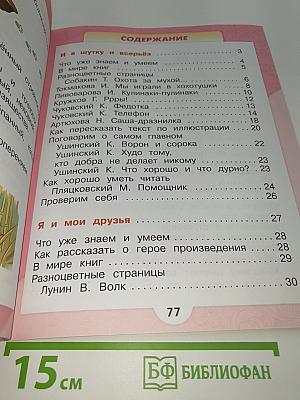 СОДЕРЖАНИЕ
И в шутку и всерьёз 3
Что уже знаем и умеем 4
В мире книг 5
Разноцветные страницы
Собакин Т. Охота за мухой 6
Токмакова И. Мы играли в хохотушки 8
Пивоварова И. Кулинаки-пулинаки 10
Кружков Г. Ррры! 11
Чуковский К. Федотка 13
Чуковский К. Телефон 14
Артюхова Н. Саша-дразнилка 18
Как пересказать текст по иллюстрации 20
Поговорим о самом главном
Ушинский К. Ворон и сорока 22
Ушинский К. Худо тому,
кто добра не делает никому 23
Ушинский К. Что хорошо и что дурно? 23
Как хорошо уметь читать
Пляцковский М. Помощник 24
Проверим себя 26
Я и мои друзья 27
Что уже знаем и умеем 28
Как рассказать о герое произведения 28
В мире книг 29
Разноцветные страницы
Лунин В. Волк 30
77
15 см
БФ БИБЛИОФАН